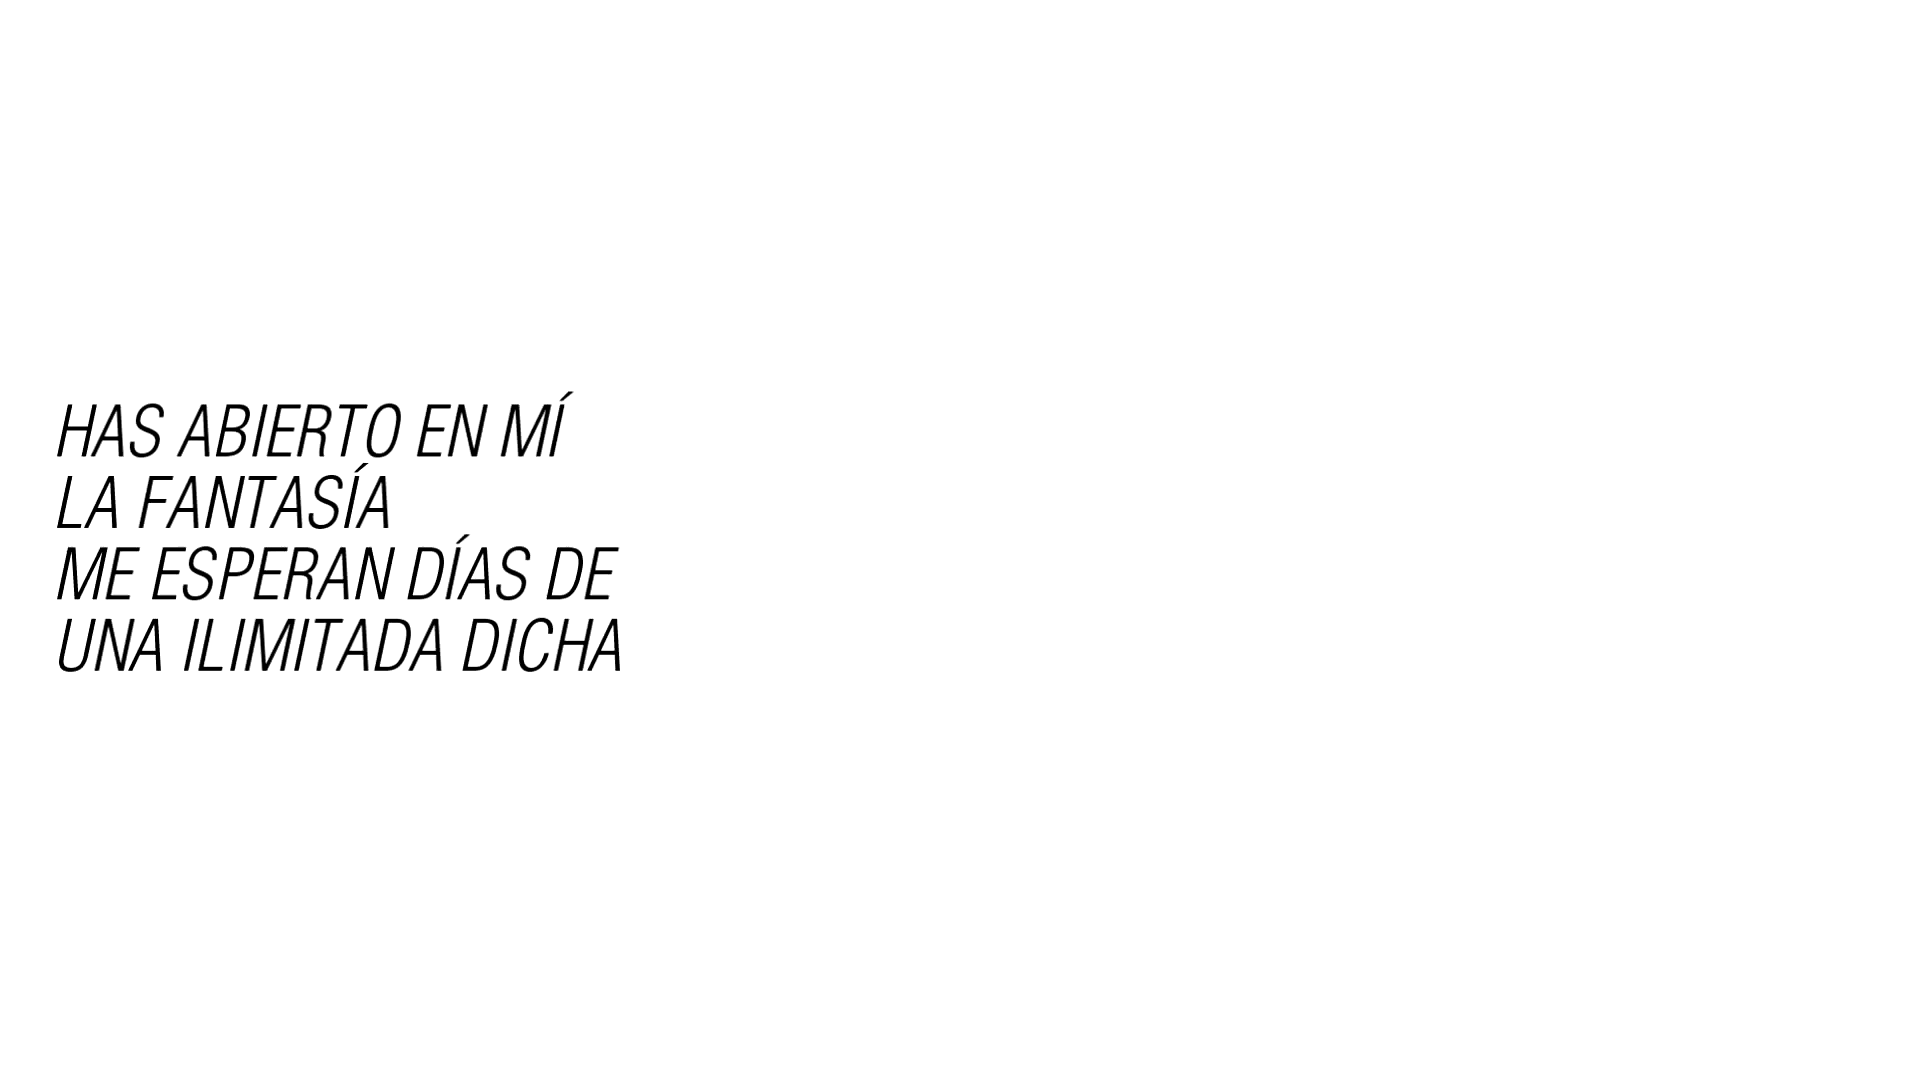 HAS ABIERTO EN MÍ
LA FANTASÍA
ME ESPERAN DÍAS DE
UNA ILIMITADA DICHA